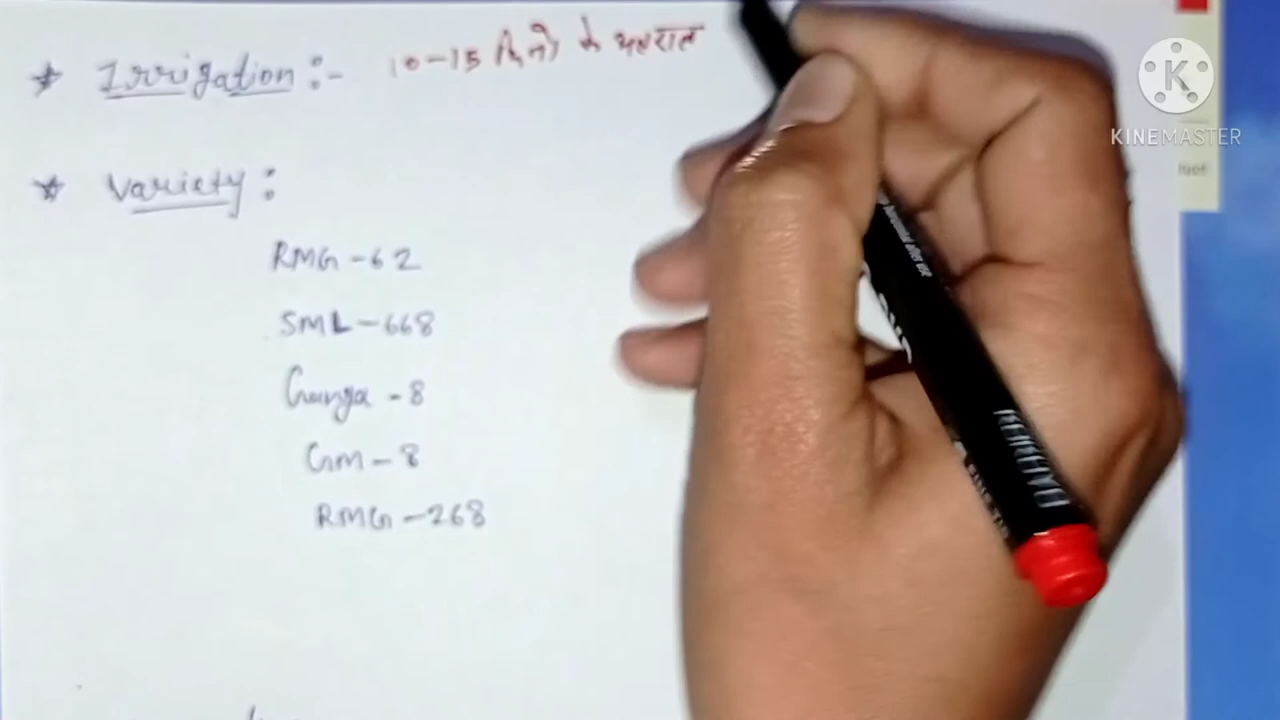 * Irrigation :- 10-15 दिनों के अन्तराल
* Variety :
RMG - 62
SML - 668
Ganga - 8
GM - 8
RMG - 268
KINEMASTER